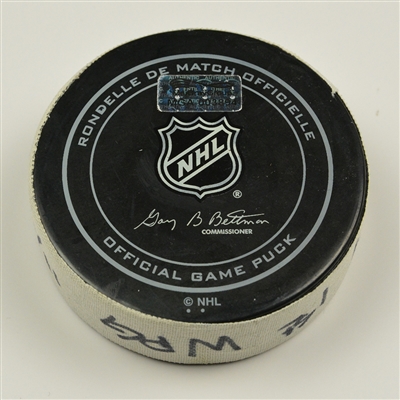 RONDELLE DE MATCH OFFICIELLE
NHL
®
Gary B Bettman
COMMISSIONER
OFFICIAL GAME PUCK
© NHL